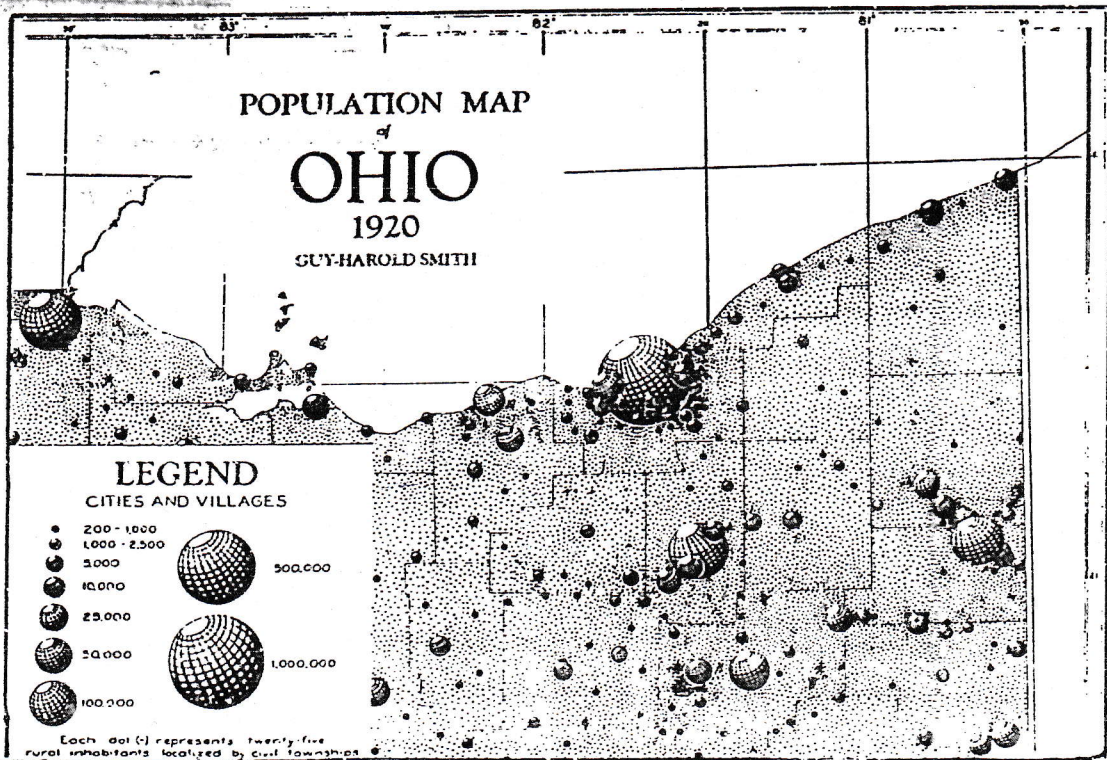 83°
82°
81°
POPULATION MAP
of
OHIO
1920
GUY-HAROLD SMITH
LEGEND
CITIES AND VILLAGES
200 - 1,000
1,000 - 2,500
5,000
10,000
25,000
50,000
100,000
500,000
1,000,000
Each dot (·) represents twenty-five
rural inhabitants localized by civil townships
41